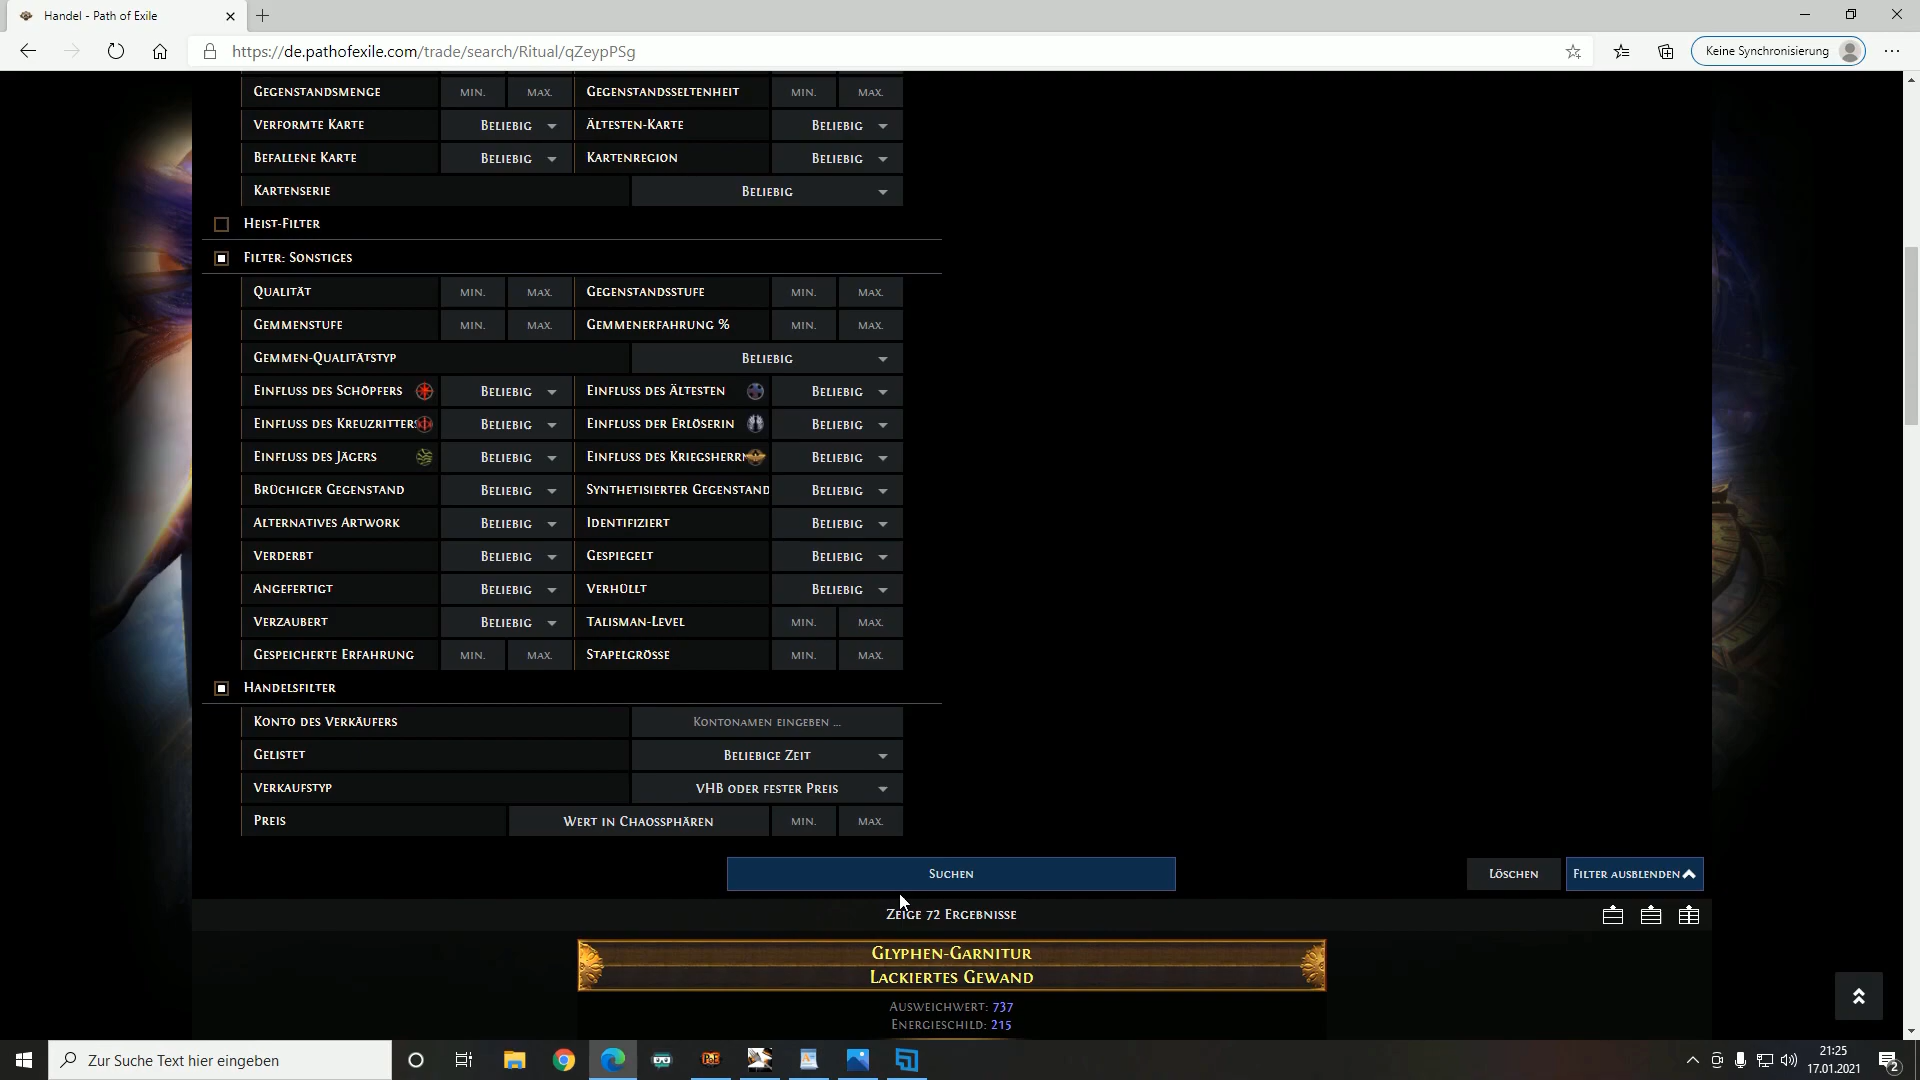 Handel - Path of Exile
https://de.pathofexile.com/trade/search/Ritual/qZeypPSg
Keine Synchronisierung
Gegenstandsmenge MIN. MAX. Gegenstandsseltenheit MIN. MAX.
Verformte Karte Beliebig Ältesten-Karte Beliebig
Befallene Karte Beliebig Kartenregion Beliebig
Kartenserie Beliebig
Heist-Filter
Filter: Sonstiges
Qualität MIN. MAX. Gegenstandsstufe MIN. MAX.
Gemmenstufe MIN. MAX. Gemmenerfahrung % MIN. MAX.
Gemmen-Qualitätstyp Beliebig
Einfluss des Schöpfers Beliebig Einfluss des Ältesten Beliebig
Einfluss des Kreuzritters Beliebig Einfluss der Erlöserin Beliebig
Einfluss des Jägers Beliebig Einfluss des Kriegsherrn Beliebig
Brüchiger Gegenstand Beliebig Synthetisierter Gegenstand Beliebig
Alternatives Artwork Beliebig Identifiziert Beliebig
Verderbt Beliebig Gespiegelt Beliebig
Angefertigt Beliebig Verhüllt Beliebig
Verzaubert Beliebig Talisman-Level MIN. MAX.
Gespeicherte Erfahrung MIN. MAX. Stapelgrösse MIN. MAX.
Handelsfilter
Konto des Verkäufers Kontonamen eingeben ...
Gelistet Beliebige Zeit
Verkaufstyp VHB oder fester Preis
Preis Wert in Chaossphären MIN. MAX.
Suchen Löschen Filter ausblenden
Zeige 72 Ergebnisse
Glyphen-Garnitur
Lackiertes Gewand
Ausweichwert: 737
Energieschild: 215
Zur Suche Text hier eingeben
PoE
21:25
17.01.2021
2